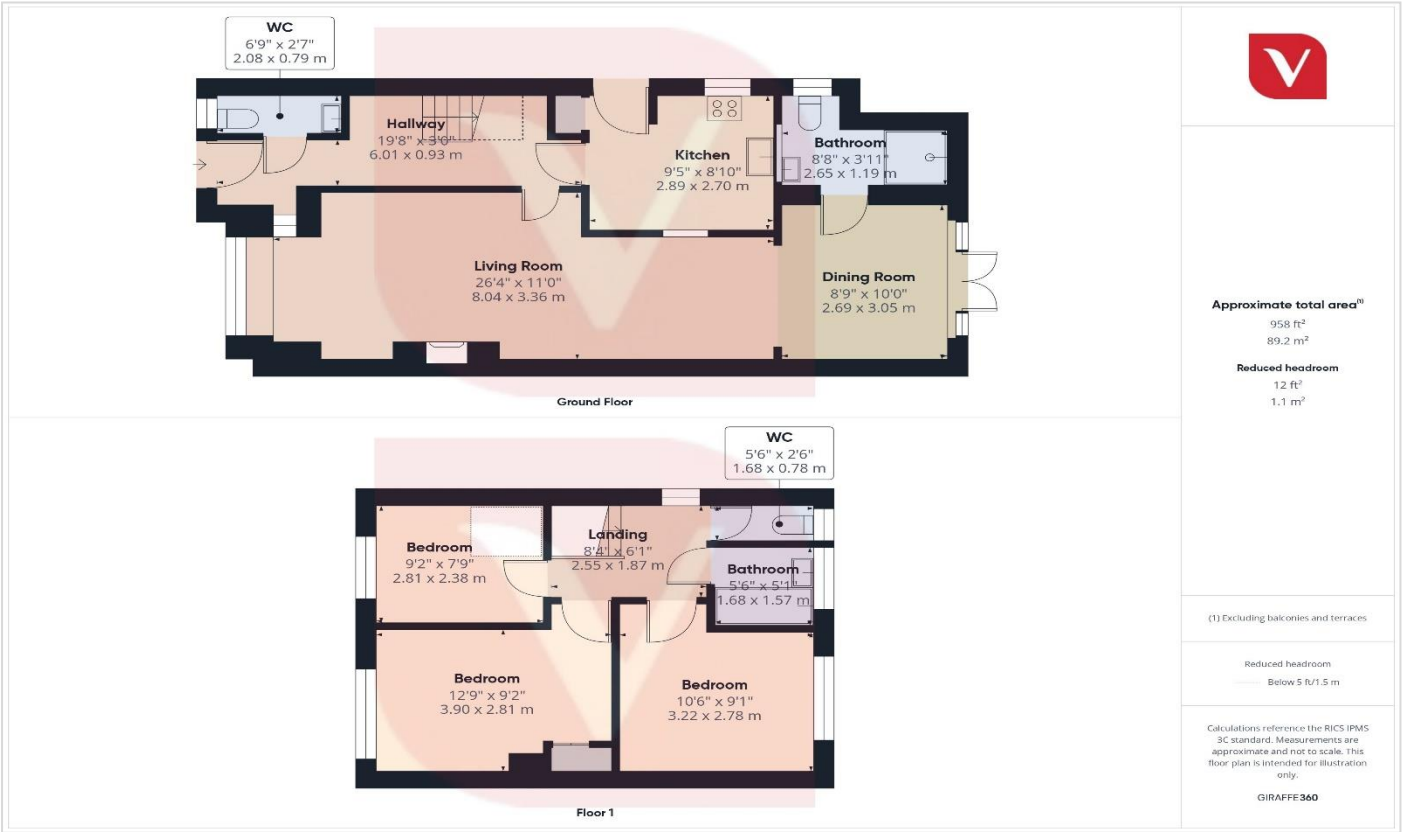 WC
6'9" x 2'7"
2.08 x 0.79 m
Hallway
19'8" x 3'0"
6.01 x 0.93 m
Kitchen
9'5" x 8'10"
2.89 x 2.70 m
Bathroom
8'8" x 3'11"
2.65 x 1.19 m
Living Room
26'4" x 11'0"
8.04 x 3.36 m
Dining Room
8'9" x 10'0"
2.69 x 3.05 m
Ground Floor
WC
5'6" x 2'6"
1.68 x 0.78 m
Bedroom
9'2" x 7'9"
2.81 x 2.38 m
Landing
8'4" x 6'1"
2.55 x 1.87 m
Bathroom
5'6" x 5'1"
1.68 x 1.57 m
Bedroom
12'9" x 9'2"
3.90 x 2.81 m
Bedroom
10'6" x 9'1"
3.22 x 2.78 m
Floor 1
V
Approximate total area⁽¹⁾
958 ft²
89.2 m²
Reduced headroom
12 ft²
1.1 m²
(1) Excluding balconies and terraces
Reduced headroom
Below 5 ft/1.5 m
Calculations reference the RICS IPMS
3C standard. Measurements are
approximate and not to scale. This
floor plan is intended for illustration
only.
GIRAFFE360